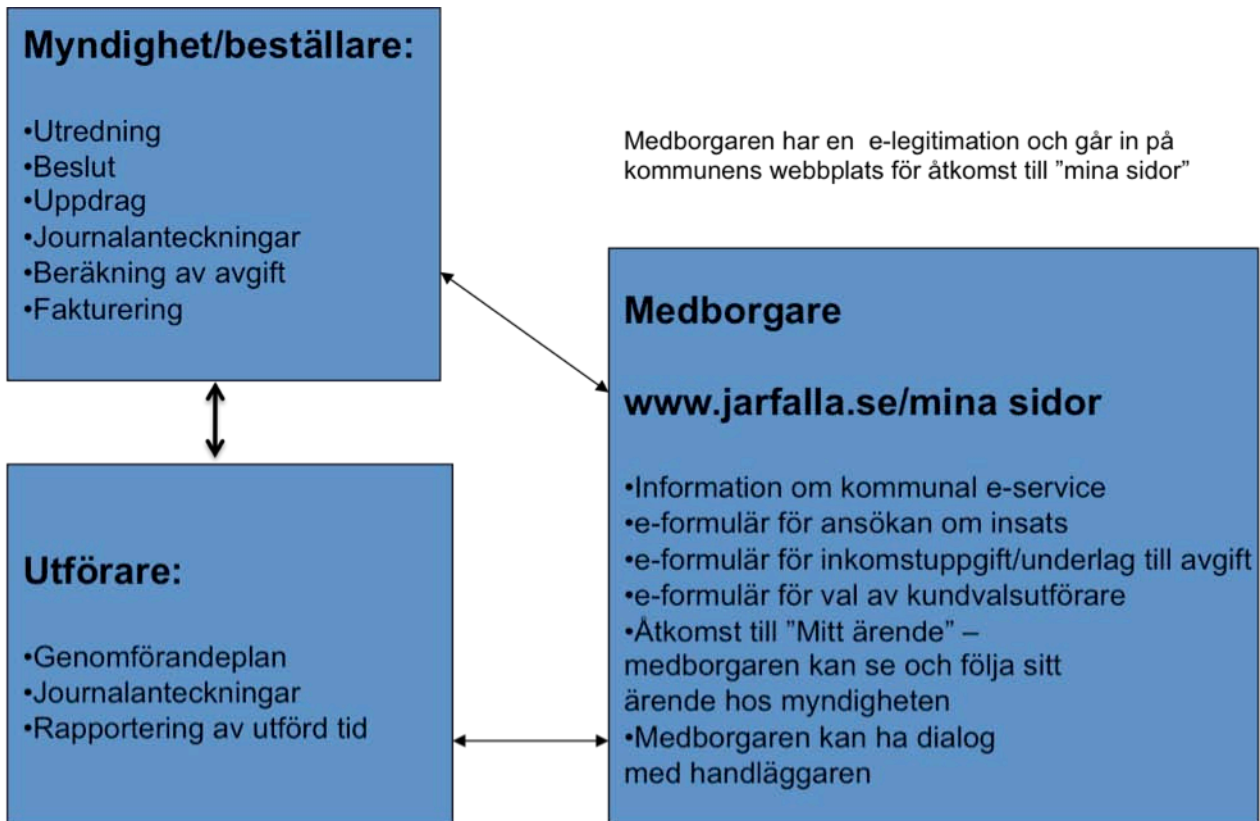 Myndighet/beställare:
•Utredning
•Beslut
•Uppdrag
•Journalanteckningar
•Beräkning av avgift
•Fakturering
Medborgaren har en  e-legitimation och går in på
kommunens webbplats för åtkomst till ”mina sidor”
Utförare:
•Genomförandeplan
•Journalanteckningar
•Rapportering av utförd tid
Medborgare
www.jarfalla.se/mina sidor
•Information om kommunal e-service
•e-formulär för ansökan om insats
•e-formulär för inkomstuppgift/underlag till avgift
•e-formulär för val av kundvalsutförare
•Åtkomst till ”Mitt ärende” –
medborgaren kan se och följa sitt
ärende hos myndigheten
•Medborgaren kan ha dialog
med handläggaren